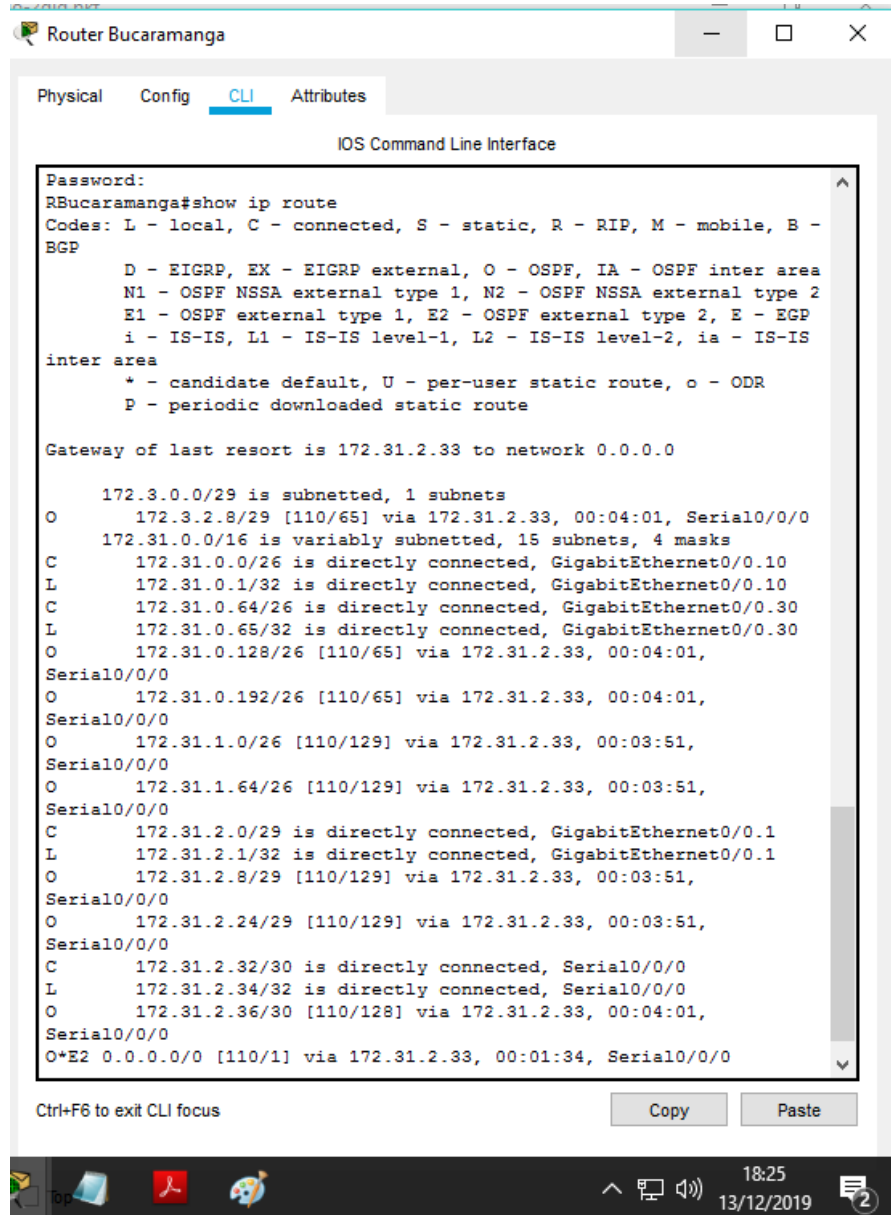 Router Bucaramanga
Physical Config CLI Attributes
IOS Command Line Interface
Password:
RBucaramanga#show ip route
Codes: L - local, C - connected, S - static, R - RIP, M - mobile, B -
BGP
D - EIGRP, EX - EIGRP external, O - OSPF, IA - OSPF inter area
N1 - OSPF NSSA external type 1, N2 - OSPF NSSA external type 2
E1 - OSPF external type 1, E2 - OSPF external type 2, E - EGP
i - IS-IS, L1 - IS-IS level-1, L2 - IS-IS level-2, ia - IS-IS
inter area
* - candidate default, U - per-user static route, o - ODR
P - periodic downloaded static route
Gateway of last resort is 172.31.2.33 to network 0.0.0.0
172.3.0.0/29 is subnetted, 1 subnets
O 172.3.2.8/29 [110/65] via 172.31.2.33, 00:04:01, Serial0/0/0
172.31.0.0/16 is variably subnetted, 15 subnets, 4 masks
C 172.31.0.0/26 is directly connected, GigabitEthernet0/0.10
L 172.31.0.1/32 is directly connected, GigabitEthernet0/0.10
C 172.31.0.64/26 is directly connected, GigabitEthernet0/0.30
L 172.31.0.65/32 is directly connected, GigabitEthernet0/0.30
O 172.31.0.128/26 [110/65] via 172.31.2.33, 00:04:01,
Serial0/0/0
O 172.31.0.192/26 [110/65] via 172.31.2.33, 00:04:01,
Serial0/0/0
O 172.31.1.0/26 [110/129] via 172.31.2.33, 00:03:51,
Serial0/0/0
O 172.31.1.64/26 [110/129] via 172.31.2.33, 00:03:51,
Serial0/0/0
C 172.31.2.0/29 is directly connected, GigabitEthernet0/0.1
L 172.31.2.1/32 is directly connected, GigabitEthernet0/0.1
O 172.31.2.8/29 [110/129] via 172.31.2.33, 00:03:51,
Serial0/0/0
O 172.31.2.24/29 [110/129] via 172.31.2.33, 00:03:51,
Serial0/0/0
C 172.31.2.32/30 is directly connected, Serial0/0/0
L 172.31.2.34/32 is directly connected, Serial0/0/0
O 172.31.2.36/30 [110/128] via 172.31.2.33, 00:04:01,
Serial0/0/0
O*E2 0.0.0.0/0 [110/1] via 172.31.2.33, 00:01:34, Serial0/0/0
Ctrl+F6 to exit CLI focus
Copy Paste
Top
18:25
13/12/2019
2